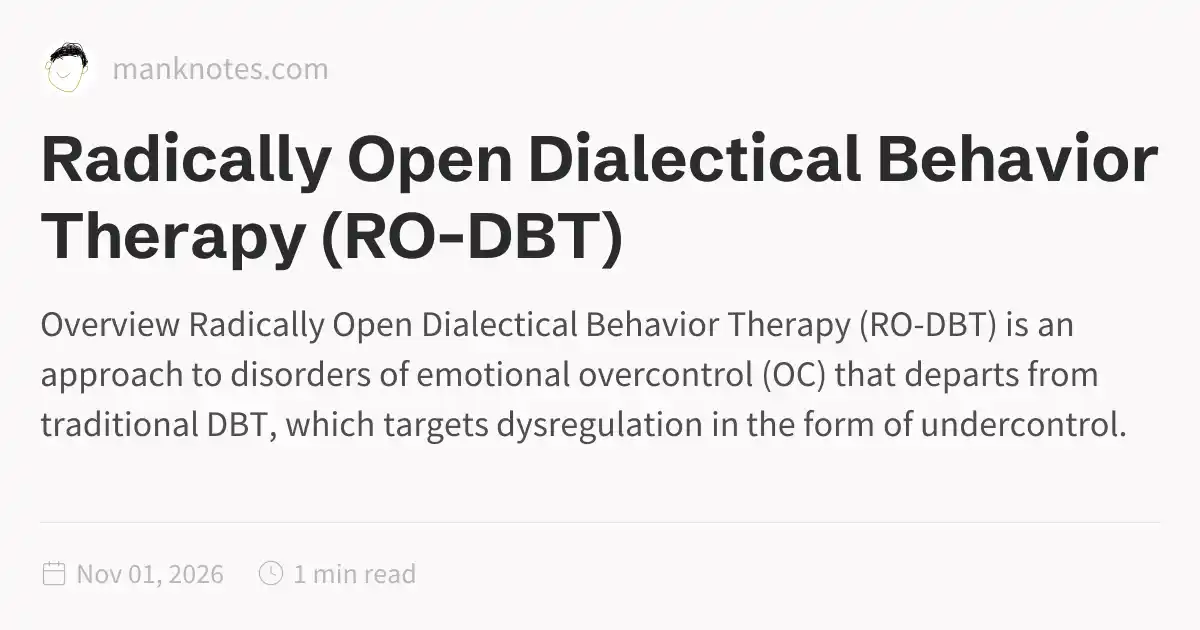 manknotes.com
Radically Open Dialectical Behavior
Therapy (RO-DBT)
Overview Radically Open Dialectical Behavior Therapy (RO-DBT) is an
approach to disorders of emotional overcontrol (OC) that departs from
traditional DBT, which targets dysregulation in the form of undercontrol.
Nov 01, 2026 1 min read